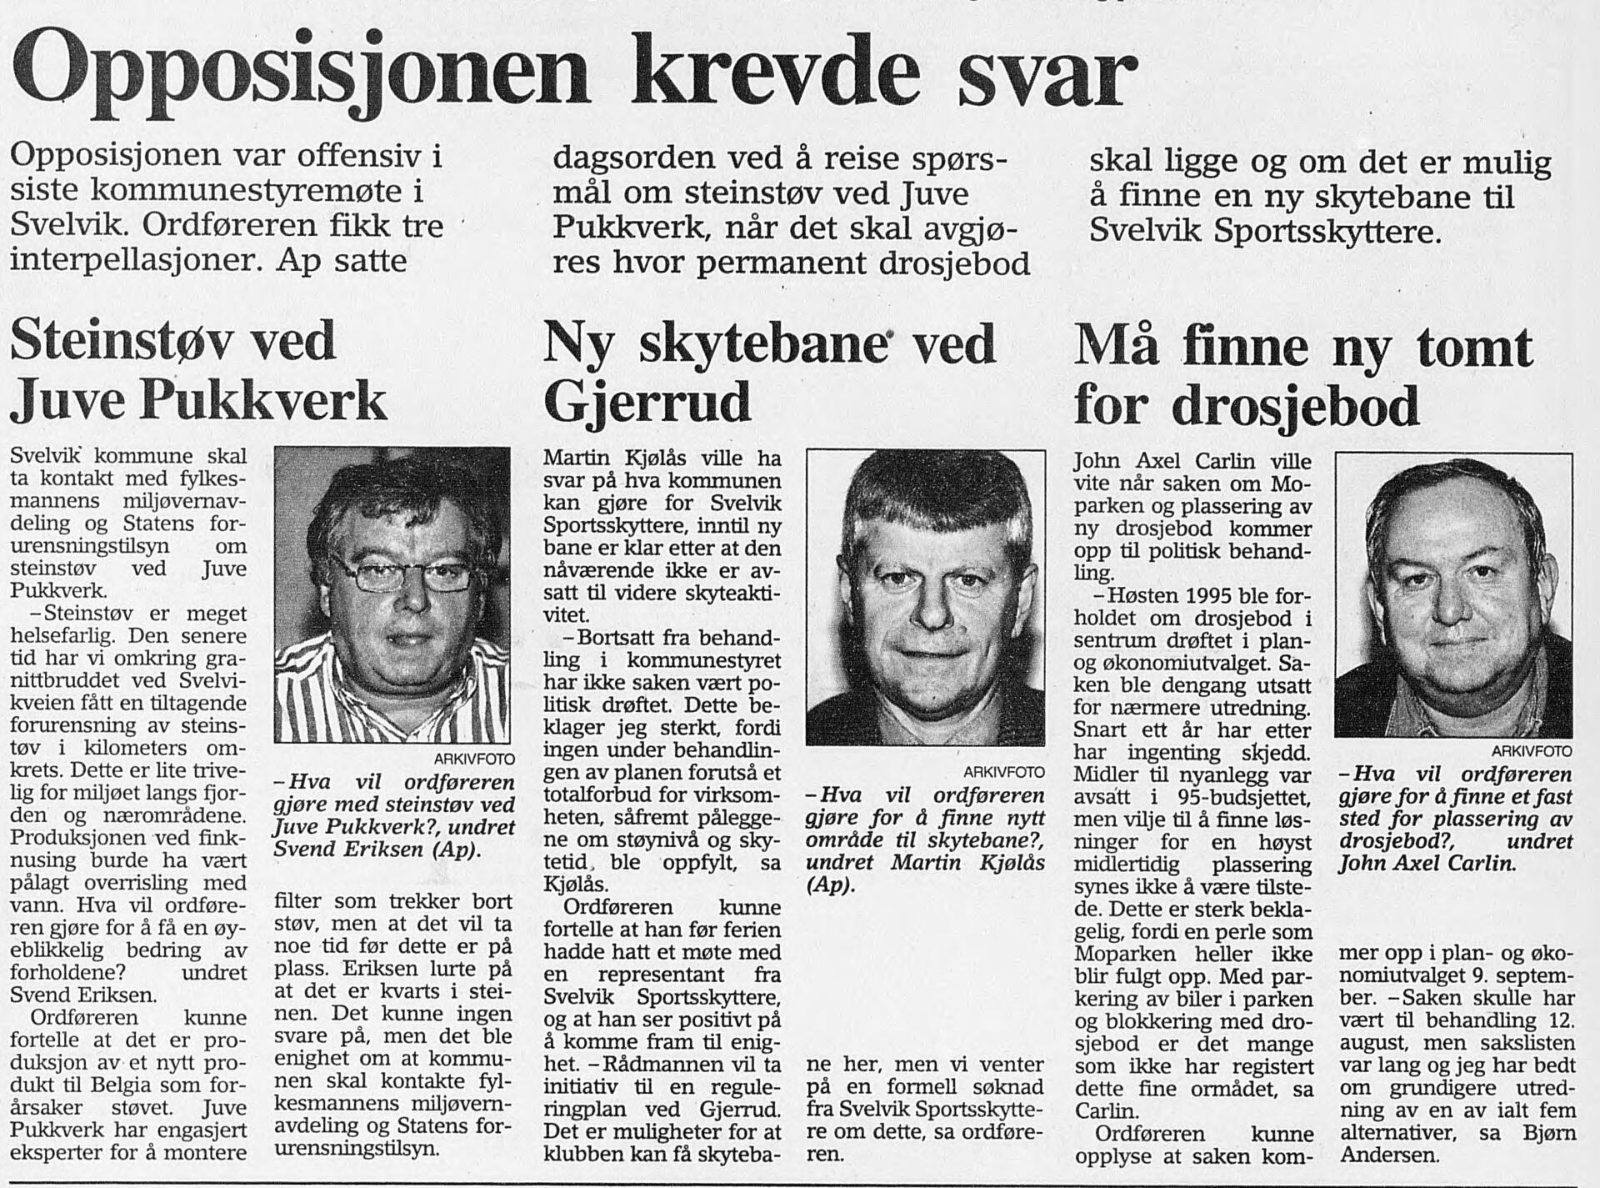 Opposisjonen krevde svar
Opposisjonen var offensiv i
siste kommunestyremøte i
Svelvik. Ordføreren fikk tre
interpellasjoner. Ap satte
dagsorden ved å reise spørs-
mål om steinstøv ved Juve
Pukkverk, når det skal avgjø-
res hvor permanent drosjebod
skal ligge og om det er mulig
å finne en ny skytebane til
Svelvik Sportsskyttere.
Steinstøv ved
Juve Pukkverk
Svelvik kommune skal
ta kontakt med fylkes-
mannens miljøvernav-
deling og Statens for-
urensningstilsyn om
steinstøv ved Juve
Pukkverk.
–Steinstøv er meget
helsefarlig. Den senere
tid har vi omkring gra-
nittbruddet ved Svelvi-
kveien fått en tiltagende
forurensning av steins-
tøv i kilometers om-
krets. Dette er lite trive-
lig for miljøet langs fjor-
den og nærområdene.
Produksjonen ved fink-
nusing burde ha vært
pålagt overrisling med
vann. Hva vil ordføre-
ren gjøre for å få en øy-
eblikkelig bedring av
forholdene? undret
Svend Eriksen.
Ordføreren kunne
fortelle at det er pro-
duksjon av et nytt pro-
dukt til Belgia som for-
årsaker støvet. Juve
Pukkverk har engasjert
eksperter for å montere
ARKIVFOTO
–Hva vil ordføreren
gjøre med steinstøv ved
Juve Pukkverk?, undret
Svend Eriksen (Ap).
filter som trekker bort
støv, men at det vil ta
noe tid før dette er på
plass. Eriksen lurte på
at det er kvarts i stei-
nen. Det kunne ingen
svare på, men det ble
enighet om at kommu-
nen skal kontakte fyl-
kesmannens miljøvern-
avdeling og Statens for-
urensningstilsyn.
Ny skytebane ved
Gjerrud
Martin Kjølås ville ha
svar på hva kommunen
kan gjøre for Svelvik
Sportsskyttere, inntil ny
bane er klar etter at den
nåværende ikke er av-
satt til videre skyteakti-
vitet.
–Bortsatt fra behand-
ling i kommunestyret
har ikke saken vært po-
litisk drøftet. Dette be-
klager jeg sterkt, fordi
ingen under behandlin-
gen av planen forutså et
totalforbud for virksom-
heten, såfremt pålegge-
ne om støynivå og sky-
tetid ble oppfylt, sa
Kjølås.
Ordføreren kunne
fortelle at han før ferien
hadde hatt et møte med
en representant fra
Svelvik Sportsskyttere,
og at han ser positivt på
å komme fram til enig-
het. –Rådmannen vil ta
initiativ til en regule-
ringplan ved Gjerrud.
Det er muligheter for at
klubben kan få skyteba-
ARKIVFOTO
–Hva vil ordføreren
gjøre for å finne nytt
område til skytebane?,
undret Martin Kjølås
(Ap).
ne her, men vi venter
på en formell søknad
fra Svelvik Sportsskytte-
re om dette, sa ordføre-
ren.
Må finne ny tomt
for drosjebod
John Axel Carlin ville
vite når saken om Mo-
parken og plassering av
ny drosjebod kommer
opp til politisk behand-
ling.
–Høsten 1995 ble for-
holdet om drosjebod i
sentrum drøftet i plan-
og økonomiutvalget. Sa-
ken ble dengang utsatt
for nærmere utredning.
Snart ett år har etter
har ingenting skjedd.
Midler til nyanlegg var
avsatt i 95-budsjettet,
men vilje til å finne løs-
ninger for en høyst
midlertidig plassering
synes ikke å være tilste-
de. Dette er sterk bekla-
gelig, fordi en perle som
Moparken heller ikke
blir fulgt opp. Med par-
kering av biler i parken
og blokkering med dro-
sjebod er det mange
som ikke har registert
dette fine ormådet, sa
Carlin.
Ordføreren kunne
opplyse at saken kom-
ARKIVFOTO
–Hva vil ordføreren
gjøre for å finne et fast
sted for plassering av
drosjebod?, undret
John Axel Carlin.
mer opp i plan- og øko-
nomiutvalget 9. septem-
ber. –Saken skulle har
vært til behandling 12.
august, men sakslisten
var lang og jeg har bedt
om grundigere utred-
ning av en av ialt fem
alternativer, sa Bjørn
Andersen.